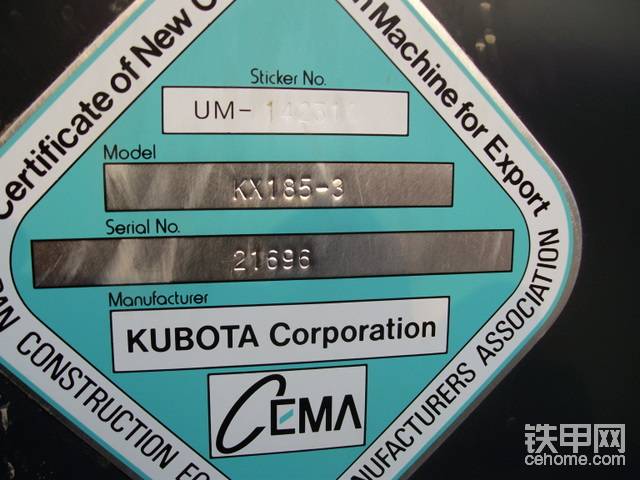 Certificate of New C
n Machine for Export
Sticker No.
UM-
Model
KX185-3
Serial No.
21696
Manufacturer
KUBOTA Corporation
CEMA
PAN CONSTRUCTION EQ
NUFACTURERS ASSOCIATION
铁甲网
cehome.com